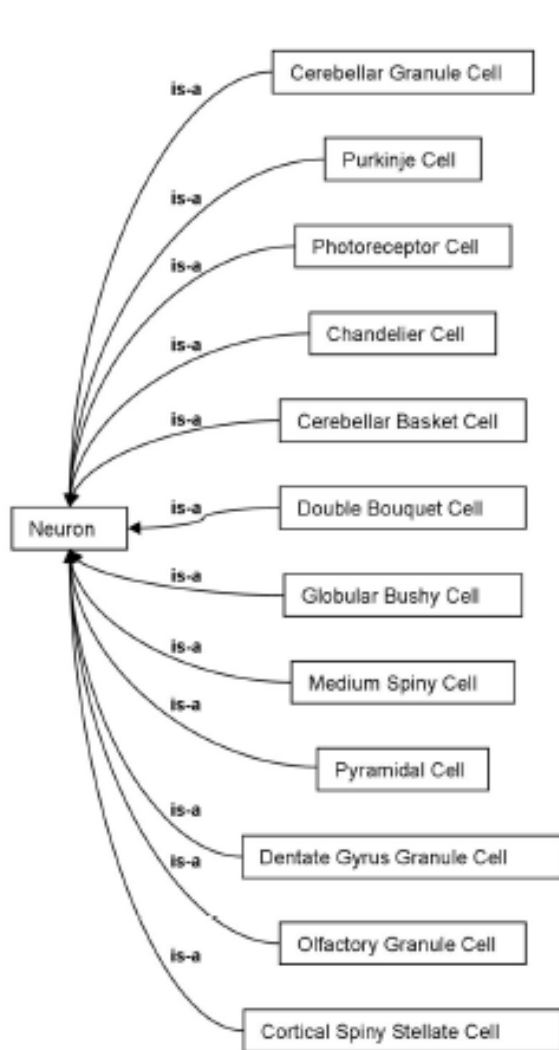 Cerebellar Granule Cell
is-a
Purkinje Cell
is-a
Photoreceptor Cell
is-a
Chandelier Cell
is-a
Cerebellar Basket Cell
is-a
Double Bouquet Cell
is-a
Neuron
Globular Bushy Cell
is-a
Medium Spiny Cell
is-a
Pyramidal Cell
is-a
Dentate Gyrus Granule Cell
is-a
Olfactory Granule Cell
is-a
Cortical Spiny Stellate Cell
is-a